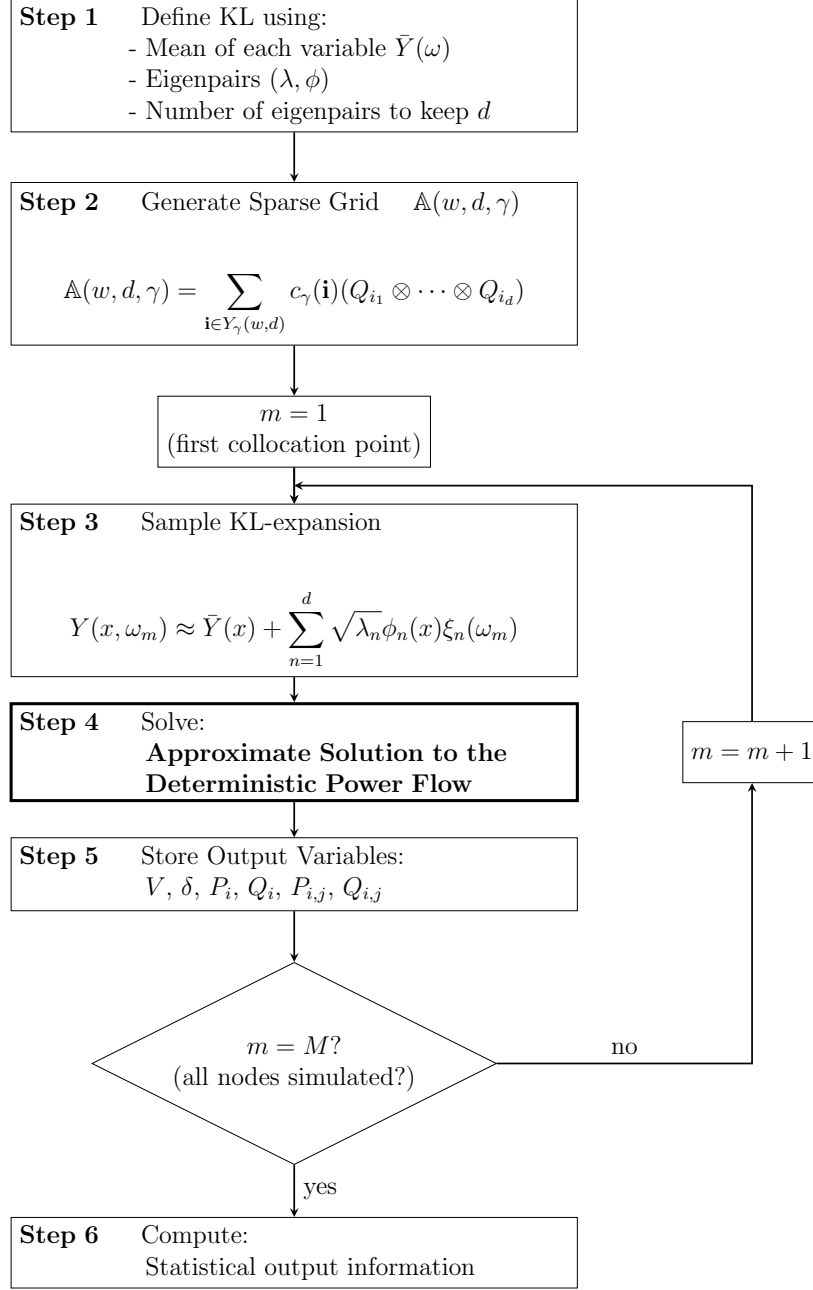 Step 1 Define KL using:
- Mean of each variable Ȳ(ω)
- Eigenpairs (λ, ϕ)
- Number of eigenpairs to keep d
Step 2 Generate Sparse Grid 𝔸(w, d, γ)
𝔸(w, d, γ) = ∑_{i∈Y_γ(w,d)} c_γ(i)(Q_{i_1} ⊗ ⋯ ⊗ Q_{i_d})
m = 1
(first collocation point)
Step 3 Sample KL-expansion
Y(x, ω_m) ≈ Ȳ(x) + ∑_{n=1}^{d} √λ_n ϕ_n(x)ξ_n(ω_m)
Step 4 Solve:
Approximate Solution to the
Deterministic Power Flow
m = m + 1
Step 5 Store Output Variables:
V, δ, P_i, Q_i, P_{i,j}, Q_{i,j}
m = M?
(all nodes simulated?)
no
yes
Step 6 Compute:
Statistical output information